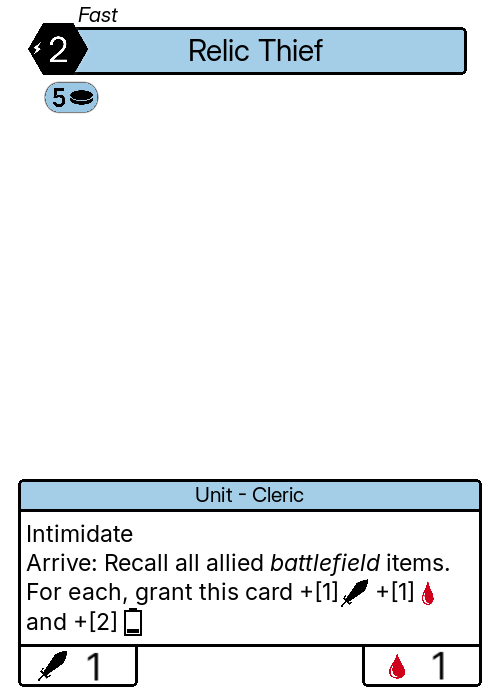 Fast
2
Relic Thief
5
Unit - Cleric
Intimidate
Arrive: Recall all allied battlefield items.
For each, grant this card +[1] +[1]
and +[2]
1
1